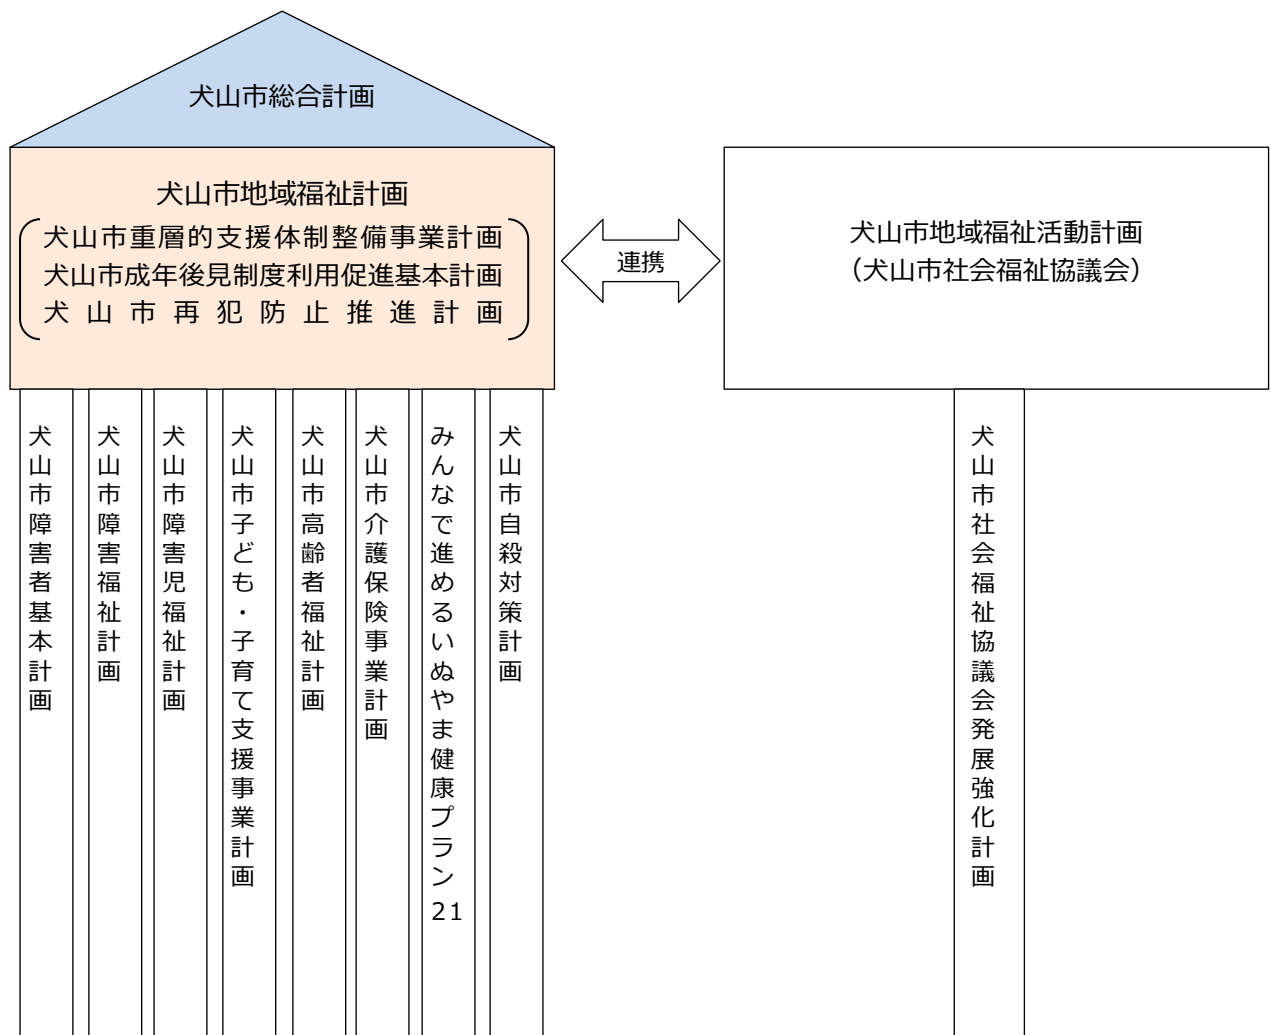 犬山市総合計画
犬山市地域福祉計画
犬山市重層的支援体制整備事業計画
犬山市成年後見制度利用促進基本計画
犬山市再犯防止推進計画
連携
犬山市地域福祉活動計画
（犬山市社会福祉協議会）
犬山市障害者基本計画
犬山市障害福祉計画
犬山市障害児福祉計画
犬山市子ども・子育て支援事業計画
犬山市高齢者福祉計画
犬山市介護保険事業計画
みんなで進めるいぬやま健康プラン21
犬山市自殺対策計画
犬山市社会福祉協議会発展強化計画